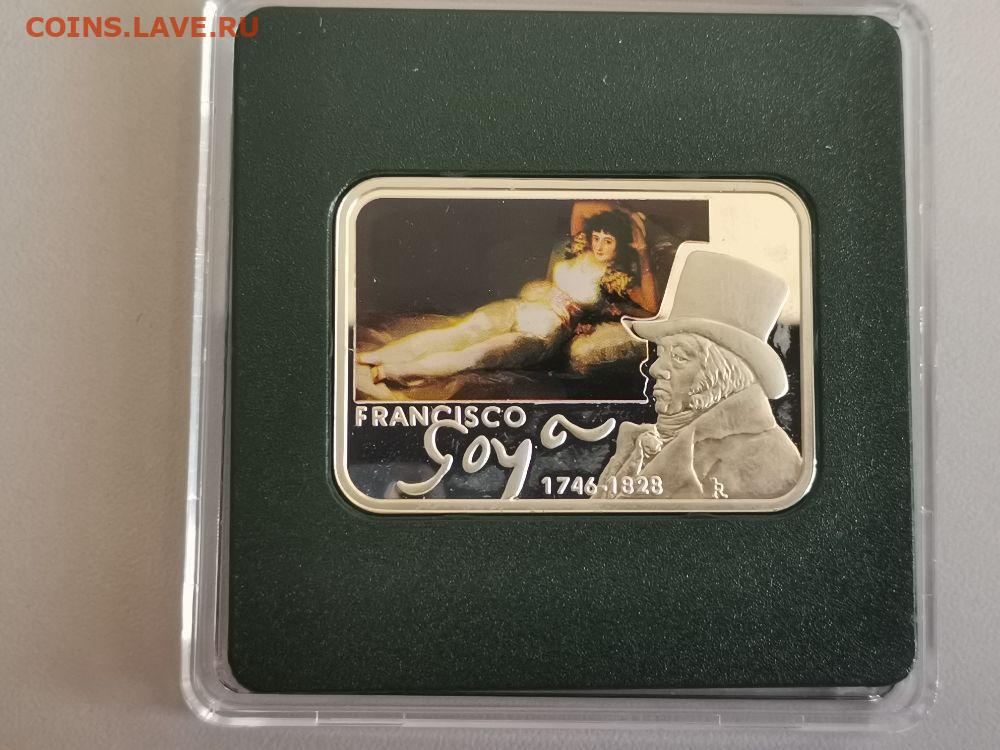 COINS.LAVE.RU
FRANCISCO
Goya
1746-1828